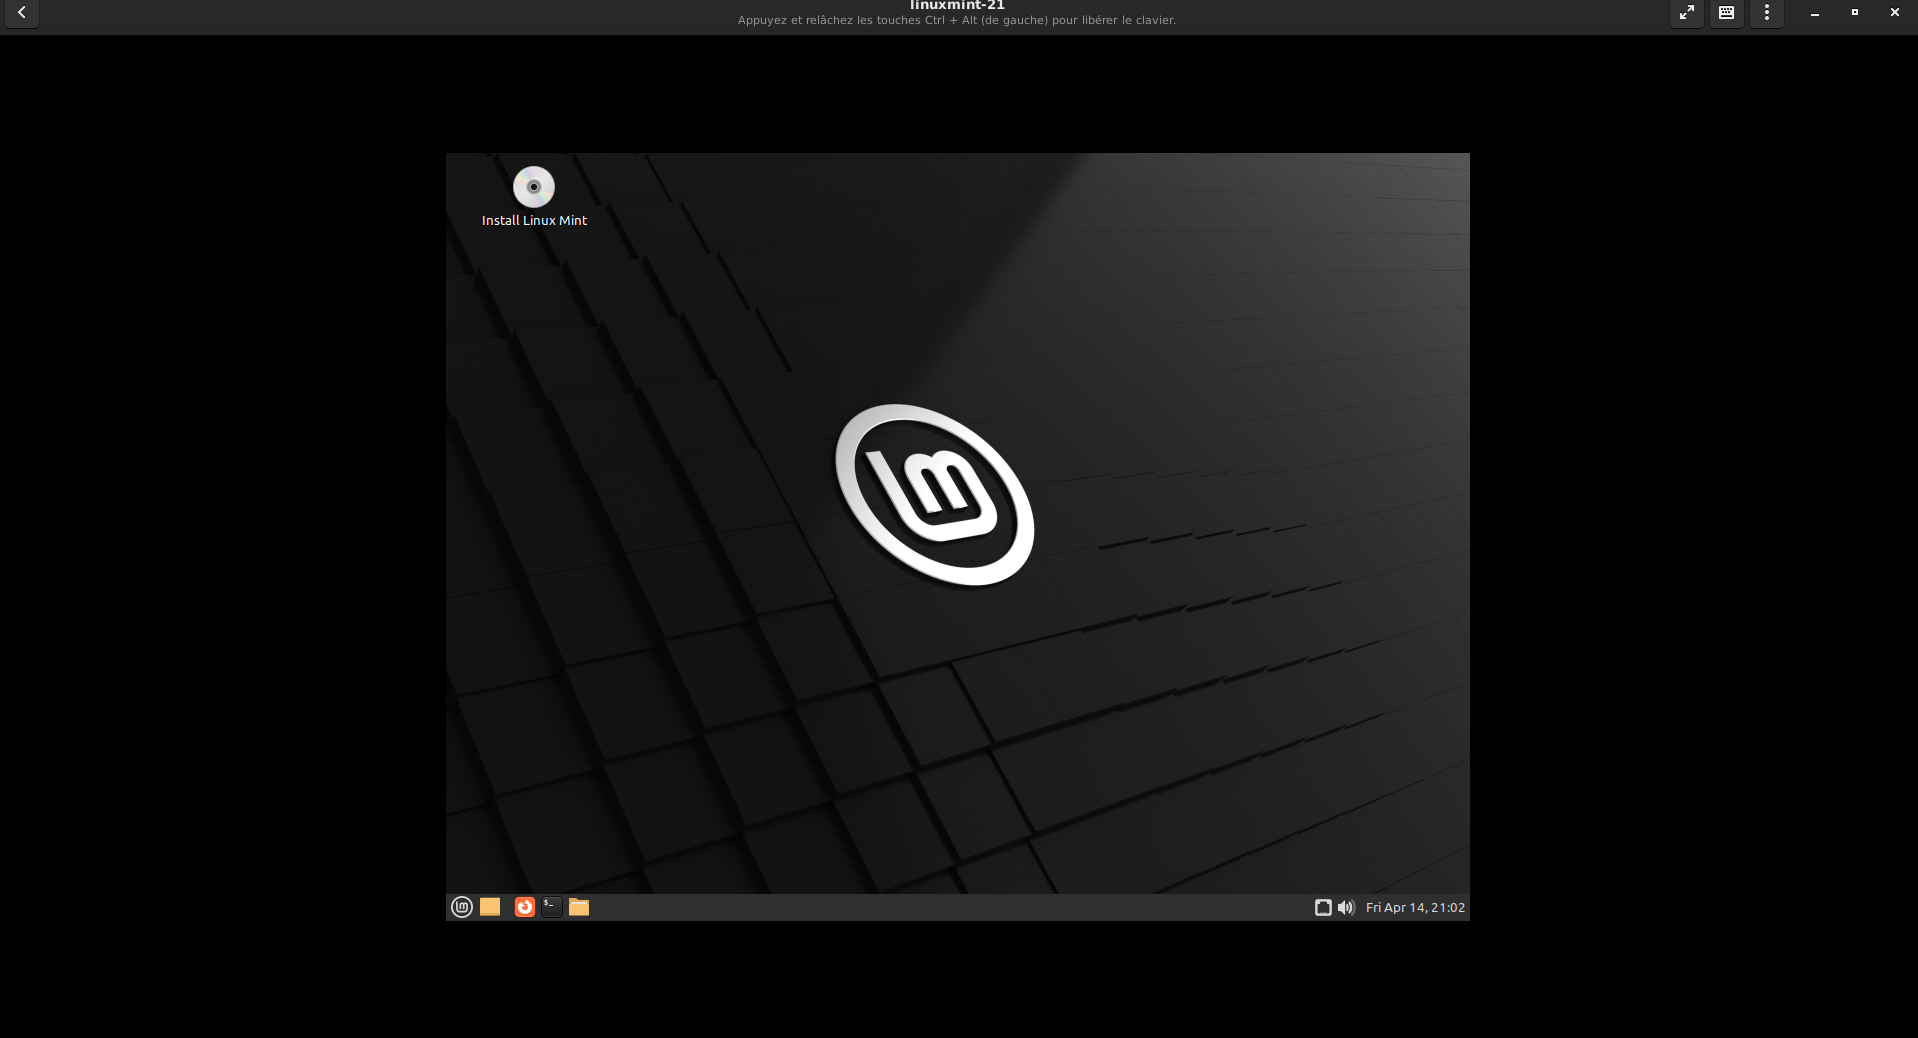 linuxmint-21
Appuyez et relâchez les touches Ctrl + Alt (de gauche) pour libérer le clavier.
Install Linux Mint
lm
$_
Fri Apr 14, 21:02